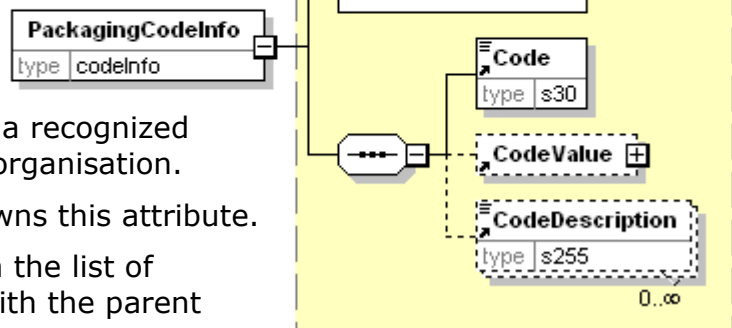 PackagingCodeInfo
type codeInfo
a recognized
organisation.
wns this attribute.
the list of
ith the parent
Code
type s30
CodeValue
CodeDescription
type s255
0..∞